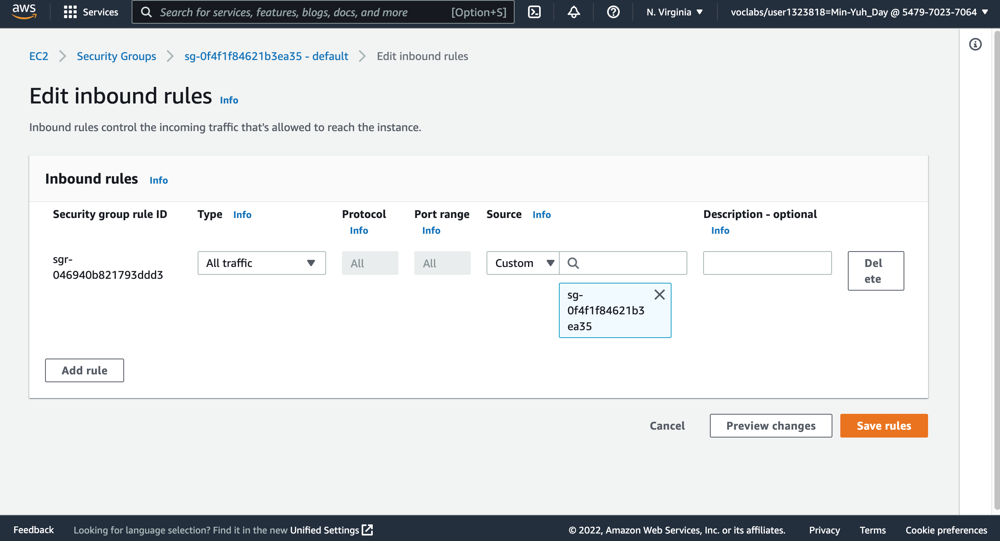 aws
Services
Search for services, features, blogs, docs, and more [Option+S]
N. Virginia
voclabs/user1323818=Min-Yuh_Day @ 5479-7023-7064
EC2
Security Groups
sg-0f4f1f84621b3ea35 - default
Edit inbound rules
Edit inbound rules Info
Inbound rules control the incoming traffic that's allowed to reach the instance.
Inbound rules Info
Security group rule ID
Type Info
Protocol
Info
Port range
Info
Source Info
Description - optional
Info
sgr-
046940b821793ddd3
All traffic
All
All
Custom
sg-
0f4f1f84621b3
ea35
Del
ete
Add rule
Cancel
Preview changes
Save rules
Feedback
Looking for language selection? Find it in the new Unified Settings
© 2022, Amazon Web Services, Inc. or its affiliates.
Privacy
Terms
Cookie preferences